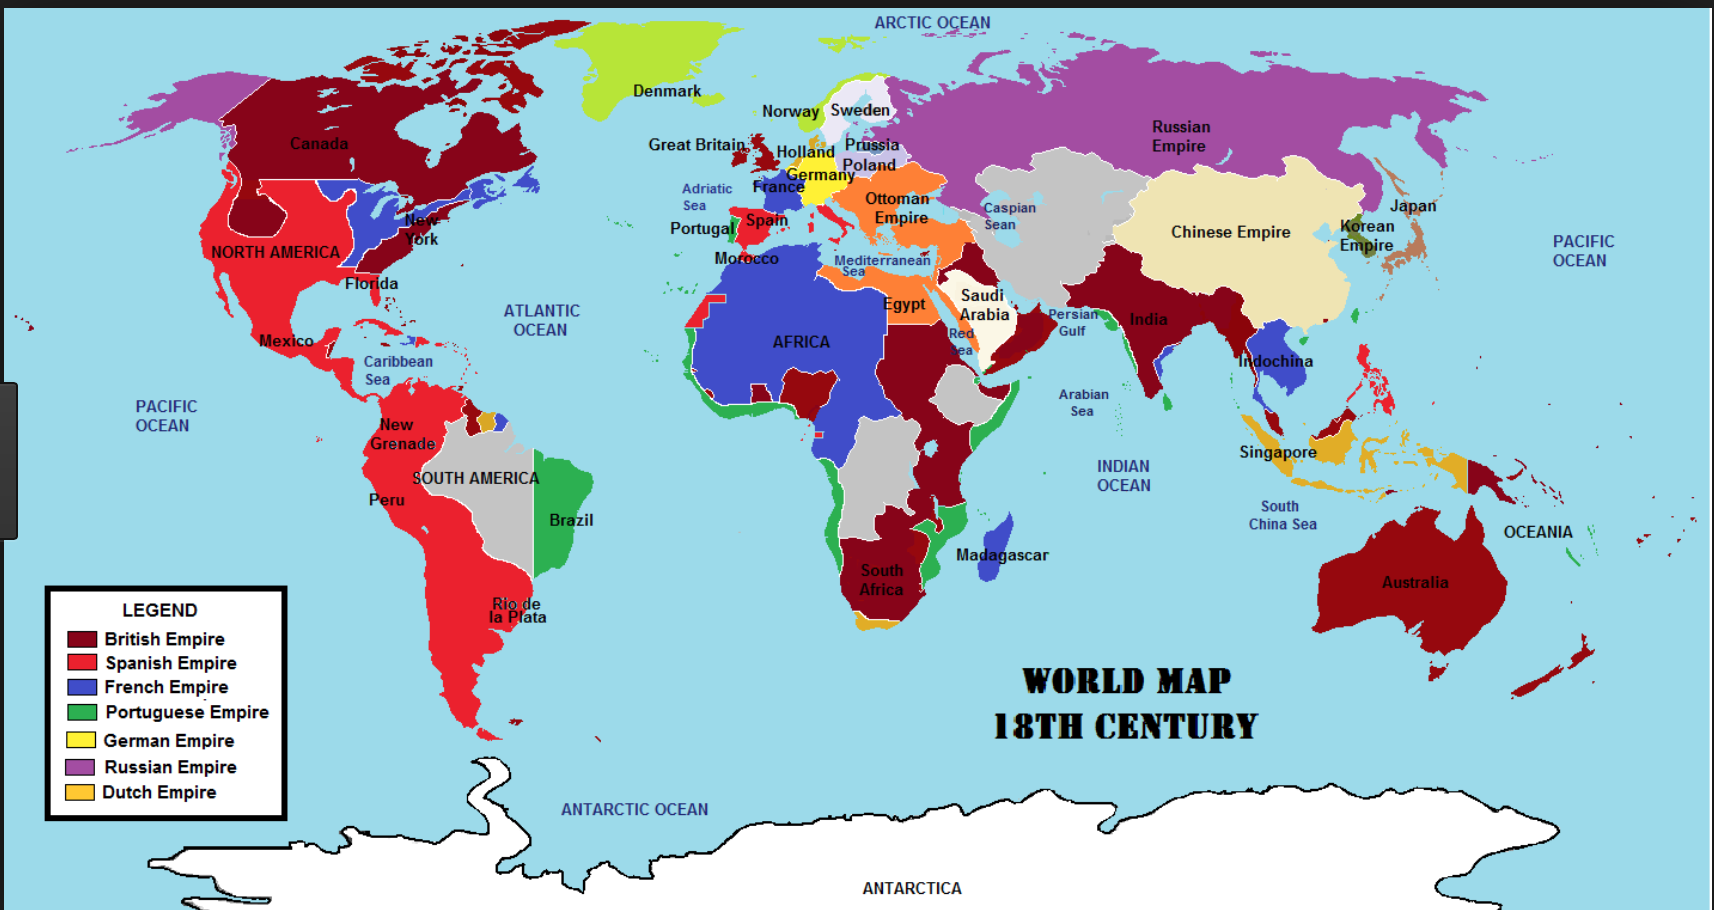 ARCTIC OCEAN
Denmark
Norway
Sweden
Great Britain
Holland
Prussia
Poland
Germany
France
Russian
Empire
Canada
Adriatic
Sea
Ottoman
Empire
Caspian
Sean
Portugal
Spain
Chinese Empire
Korean
Empire
Japan
PACIFIC
OCEAN
New
York
NORTH AMERICA
Florida
Morocco
Mediterranean
Sea
Egypt
Saudi
Arabia
Persian
Gulf
Red
Sea
India
Indochina
ATLANTIC
OCEAN
AFRICA
Mexico
Caribbean
Sea
Arabian
Sea
PACIFIC
OCEAN
New
Grenade
SOUTH AMERICA
Peru
Brazil
Singapore
INDIAN
OCEAN
South
China Sea
OCEANIA
Madagascar
South
Africa
Australia
Rio de
la Plata
LEGEND
British Empire
Spanish Empire
French Empire
Portuguese Empire
German Empire
Russian Empire
Dutch Empire
WORLD MAP
18TH CENTURY
ANTARCTIC OCEAN
ANTARCTICA